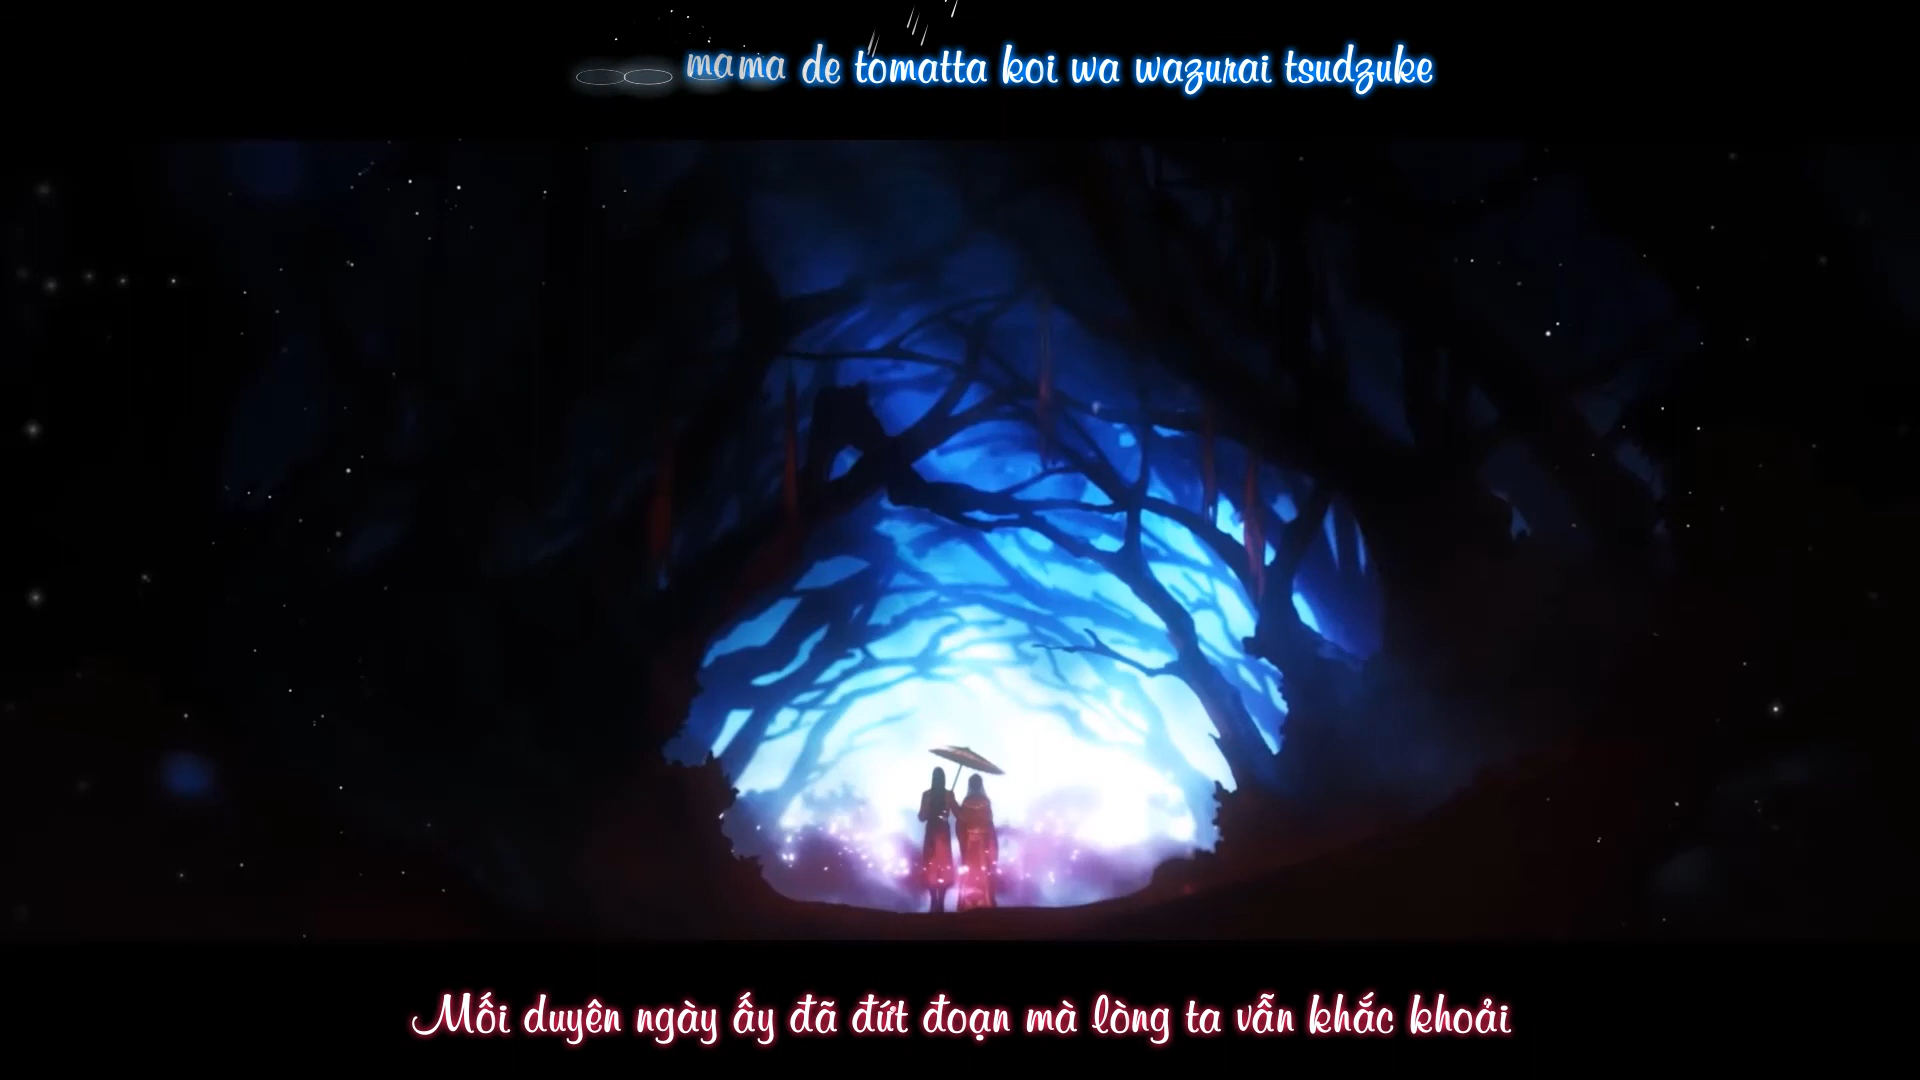 mama de tomatta koi wa wazurai tsudzuke
Mối duyên ngày ấy đã đứt đoạn mà lòng ta vẫn khắc khoải